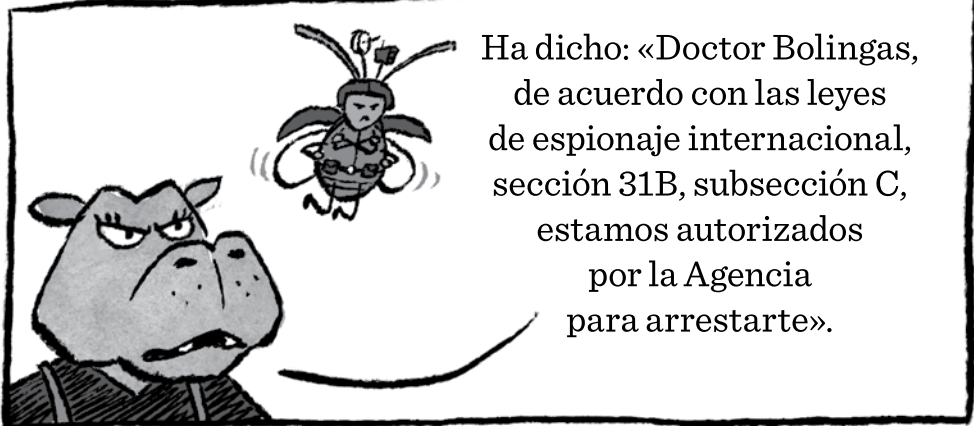 Ha dicho: «Doctor Bolingas,
de acuerdo con las leyes
de espionaje internacional,
sección 31B, subsección C,
estamos autorizados
por la Agencia
para arrestarte».